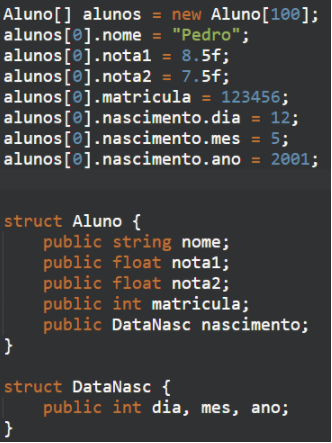 Aluno[] alunos = new Aluno[100];
alunos[0].nome = "Pedro";
alunos[0].nota1 = 8.5f;
alunos[0].nota2 = 7.5f;
alunos[0].matricula = 123456;
alunos[0].nascimento.dia = 12;
alunos[0].nascimento.mes = 5;
alunos[0].nascimento.ano = 2001;
struct Aluno {
public string nome;
public float nota1;
public float nota2;
public int matricula;
public DataNasc nascimento;
}
struct DataNasc {
public int dia, mes, ano;
}